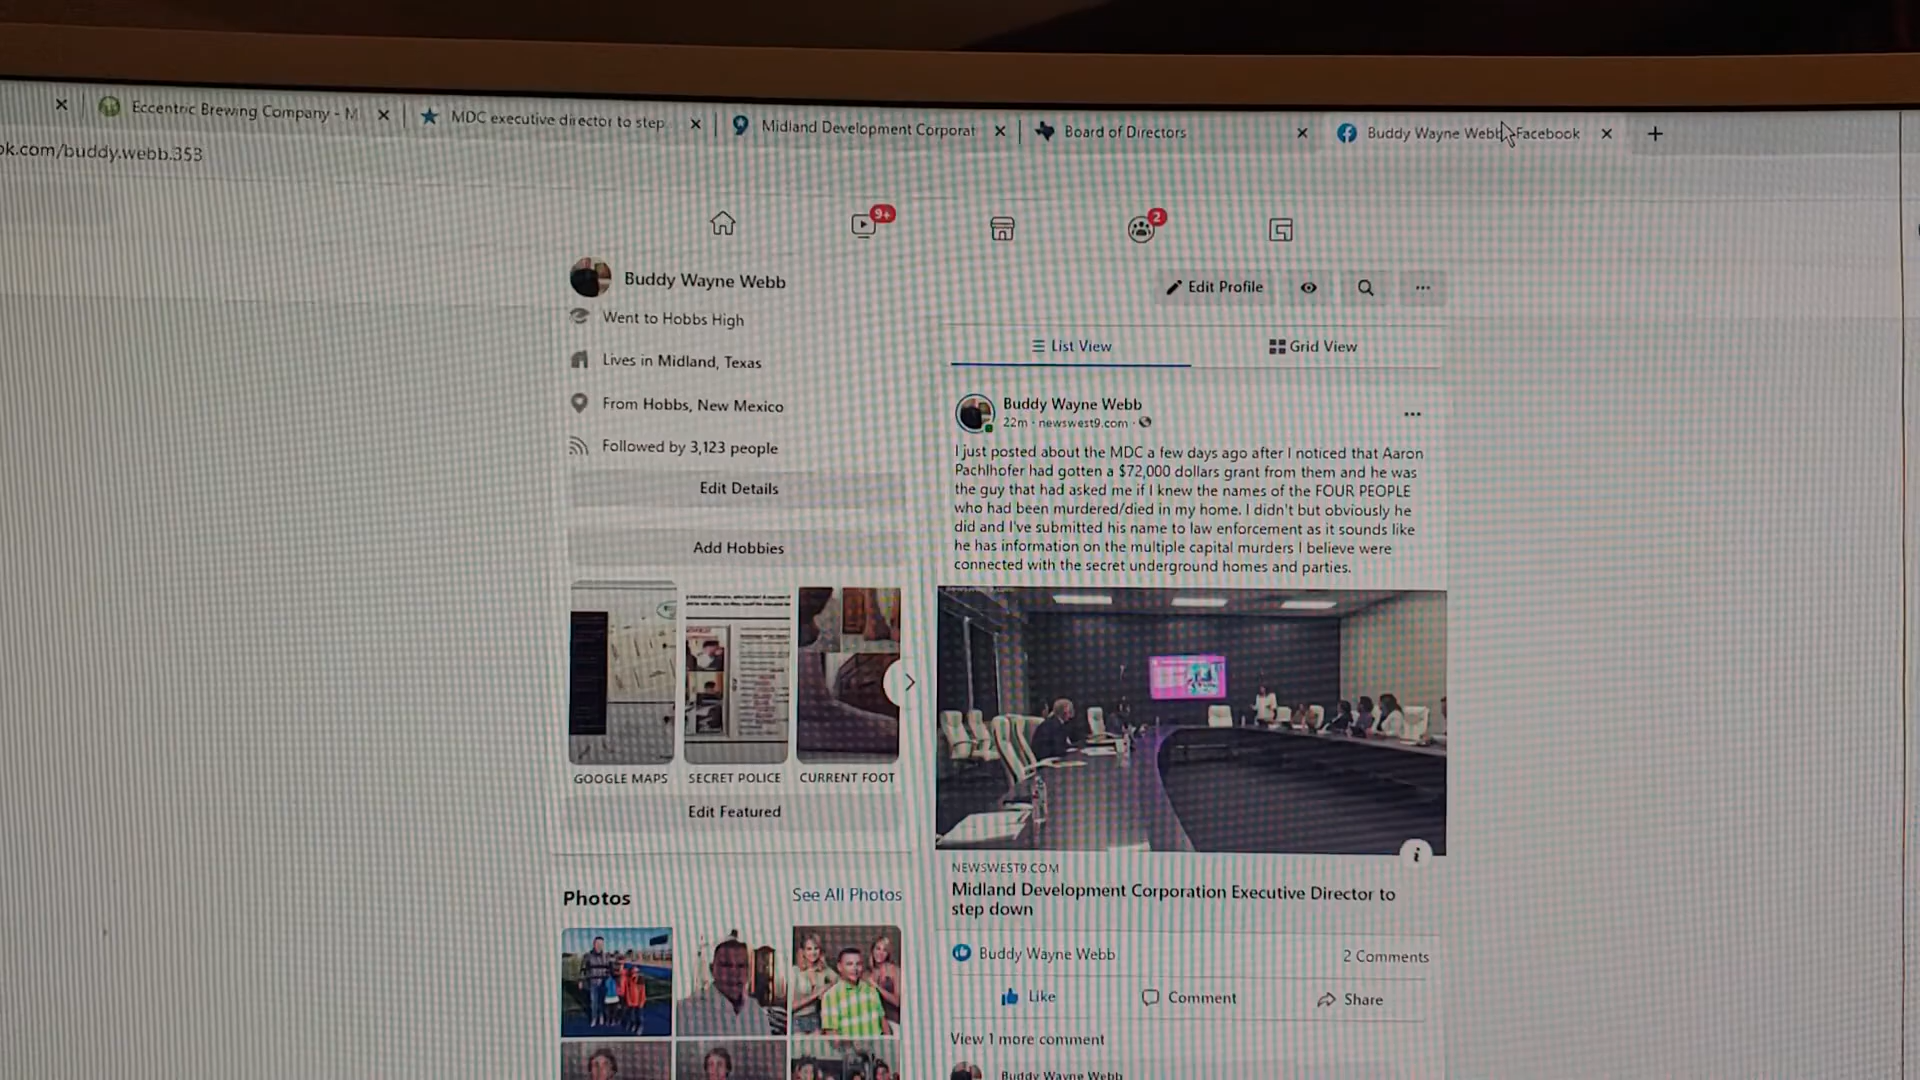 Eccentric Brewing Company - M
MDC executive director to step
Midland Development Corporat
Board of Directors
Buddy Wayne Webb
Facebook
ok.com/buddy.webb.353
9+
2
Buddy Wayne Webb
Edit Profile
Went to Hobbs High
Lives in Midland, Texas
From Hobbs, New Mexico
Followed by 3,123 people
Edit Details
Add Hobbies
GOOGLE MAPS
SECRET POLICE
CURRENT FOOT
Edit Featured
Photos
See All Photos
List View
Grid View
Buddy Wayne Webb
22m · newswest9.com ·
I just posted about the MDC a few days ago after I noticed that Aaron
Pachlhofer had gotten a $72,000 dollars grant from them and he was
the guy that had asked me if I knew the names of the FOUR PEOPLE
who had been murdered/died in my home. I didn't but obviously he
did and I've submitted his name to law enforcement as it sounds like
he has information on the multiple capital murders I believe were
connected with the secret underground homes and parties.
NEWSWEST9.COM
Midland Development Corporation Executive Director to
step down
Buddy Wayne Webb
2 Comments
Like
Comment
Share
View 1 more comment
Buddy Wayne Webb